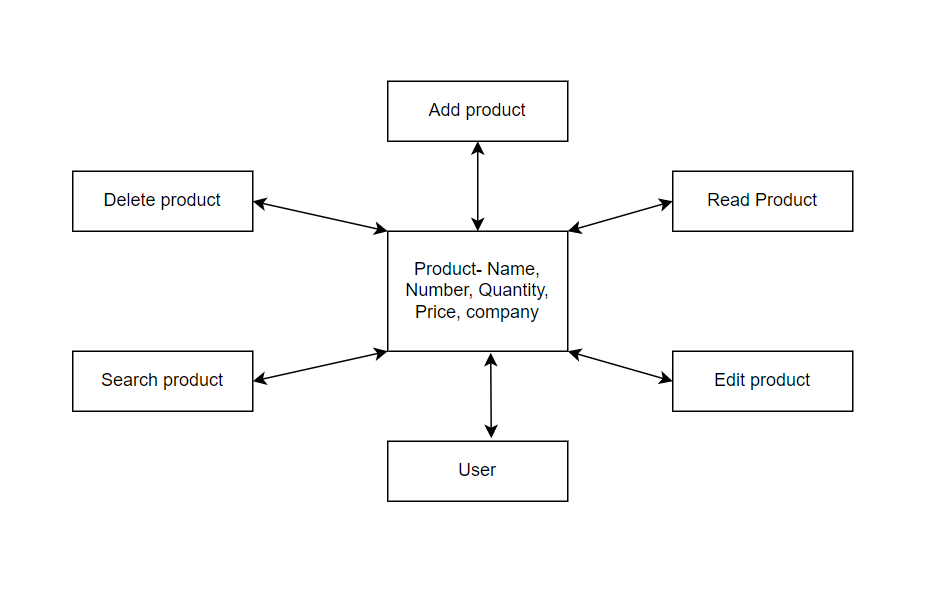 Add product
Delete product
Read Product
Product- Name,
Number, Quantity,
Price, company
Search product
Edit product
User